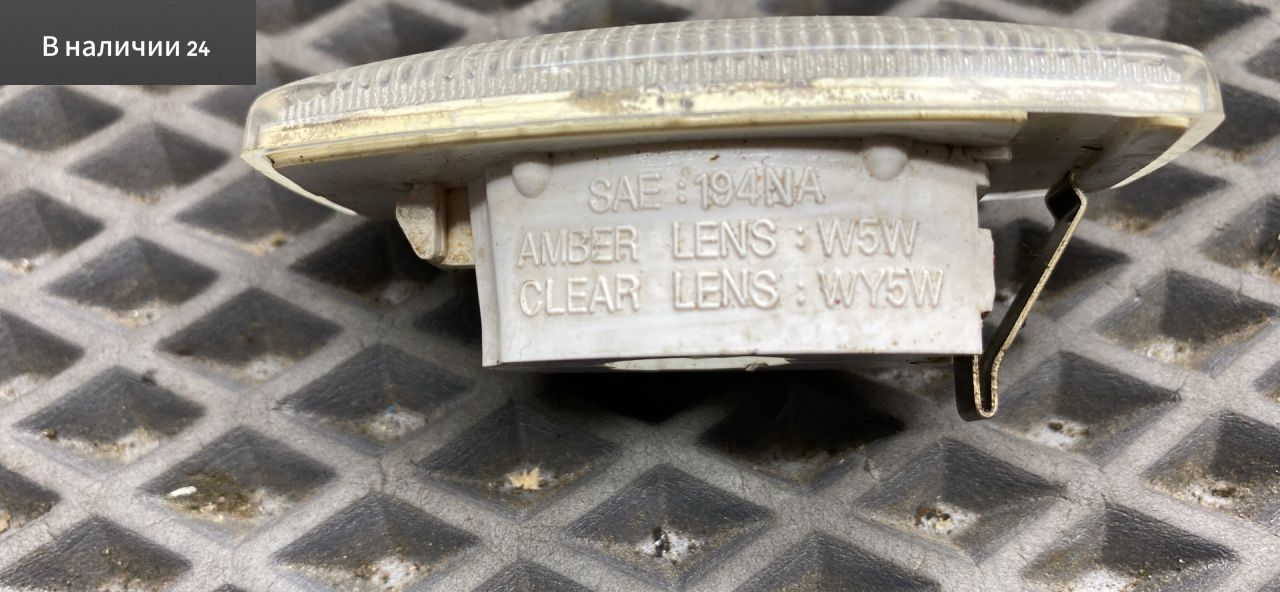 В наличии 24
SAE : 194NA
AMBER LENS : W5W
CLEAR LENS : WY5W